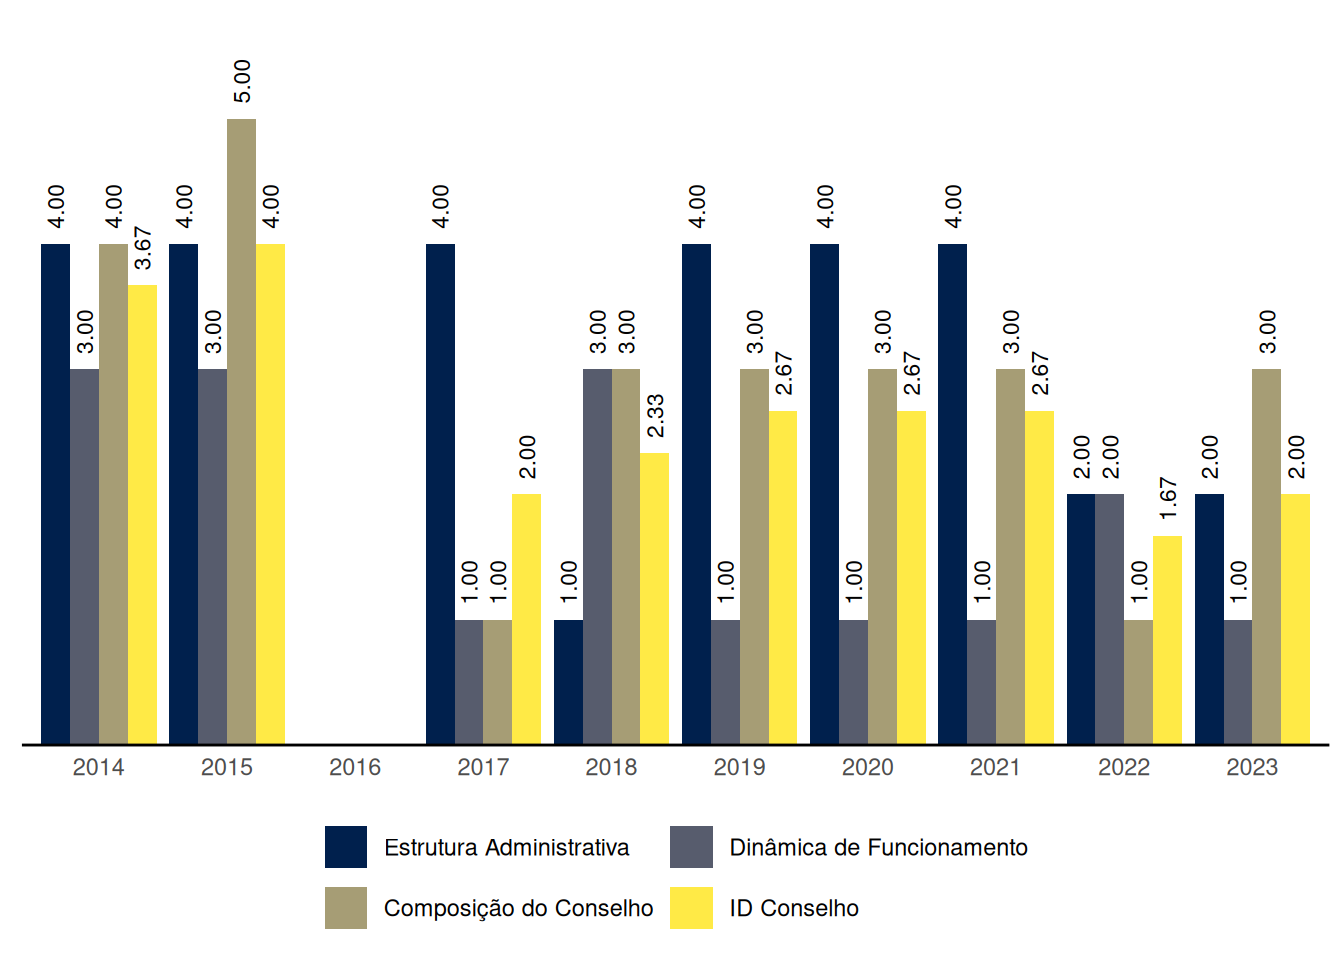 4.00 3.00 4.00 3.67 4.00 3.00 5.00 4.00 4.00 1.00 1.00 2.00 1.00 3.00 3.00 2.33 4.00 1.00 3.00 2.67 4.00 1.00 3.00 2.67 4.00 1.00 3.00 2.67 2.00 2.00 1.00 1.67 2.00 1.00 3.00 2.00
2014 2015 2016 2017 2018 2019 2020 2021 2022 2023
Estrutura Administrativa Dinâmica de Funcionamento
Composição do Conselho ID Conselho